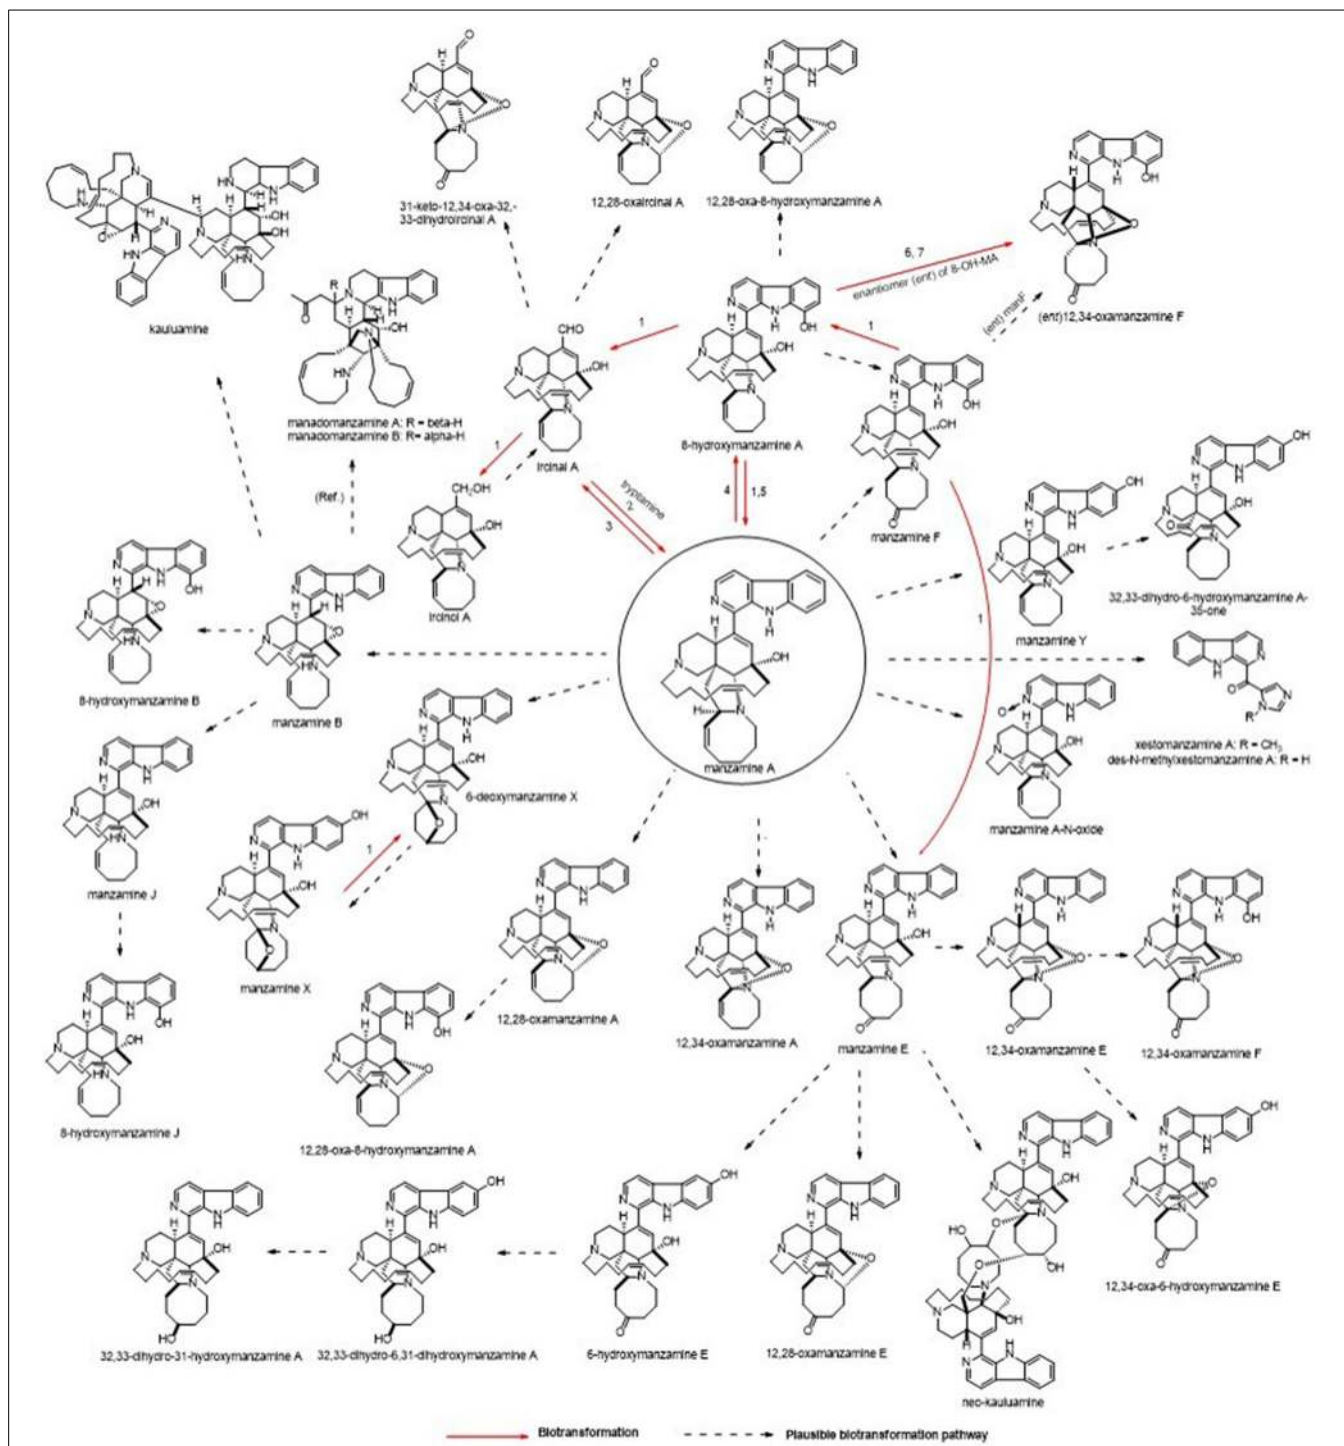 31-keto-12,34-oxa-32,-
33-dihydroircinal A
12,28-oxaircinal A
12,28-oxa-8-hydroxymanzamine A
6, 7
enantiomer (ent) of 8-OH-MA
(ent) manF
(ent)12,34-oxamanzamine F
kauluamine
manadomanzamine A: R = beta-H
manadomanzamine B: R= alpha-H
(Ref.)
1
CHO
OH
ircinal A
1
CH2OH
OH
ircinol A
tryptamine
2
3
8-hydroxymanzamine A
4
1,5
1
manzamine F
1
manzamine Y
32,33-dihydro-6-hydroxymanzamine A-
35-one
8-hydroxymanzamine B
manzamine B
6-deoxymanzamine X
manzamine A
xestomanzamine A: R = CH3
des-N-methylxestomanzamine A: R = H
manzamine A-N-oxide
manzamine J
1
manzamine X
12,28-oxamanzamine A
12,34-oxamanzamine A
manzamine E
12,34-oxamanzamine E
12,34-oxamanzamine F
8-hydroxymanzamine J
12,28-oxa-8-hydroxymanzamine A
32,33-dihydro-31-hydroxymanzamine A
32,33-dihydro-6,31-dihydroxymanzamine A
6-hydroxymanzamine E
12,28-oxamanzamine E
neo-kauluamine
12,34-oxa-6-hydroxymanzamine E
Biotransformation
Plausible biotransformation pathway